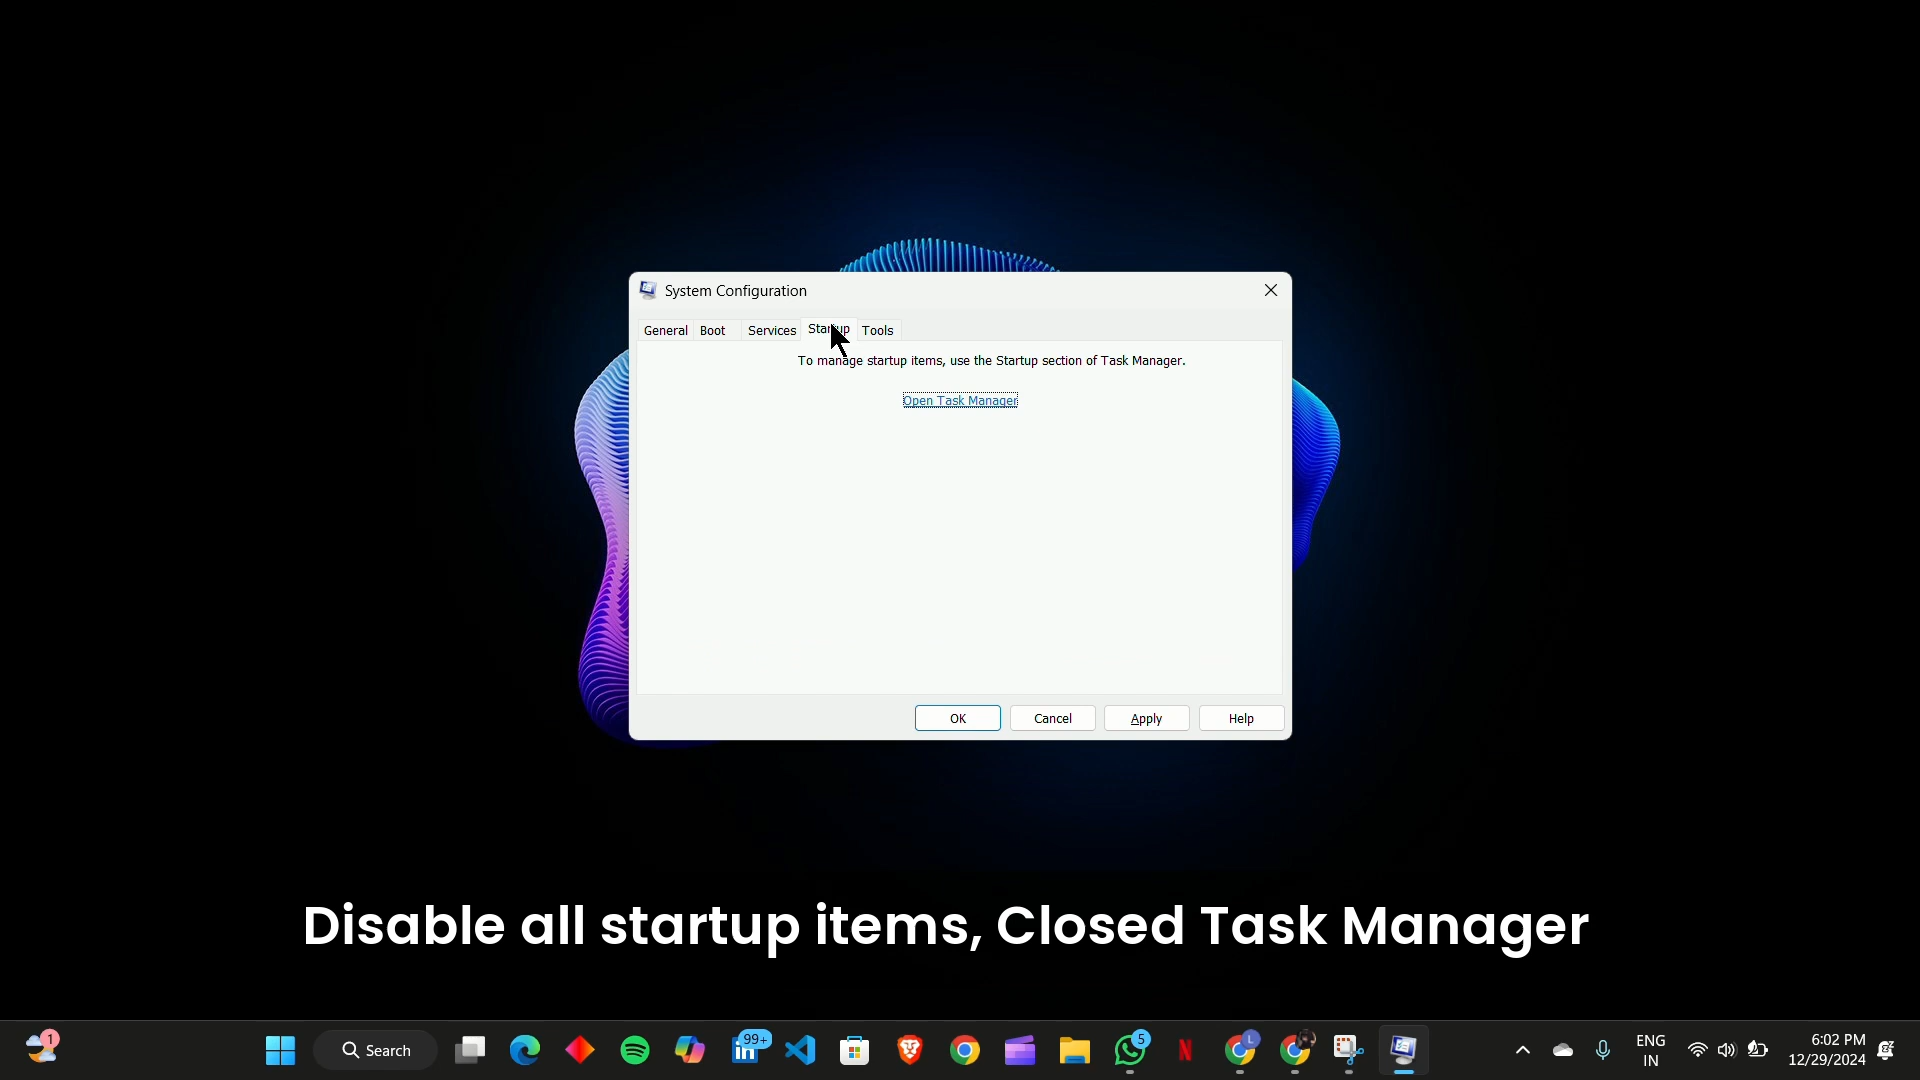 System Configuration
General Boot Services Startup Tools
To manage startup items, use the Startup section of Task Manager.
Open Task Manager
OK Cancel Apply Help
Disable all startup items, Closed Task Manager
1
Search
99+
5
L
ENG
IN
6:02 PM
12/29/2024